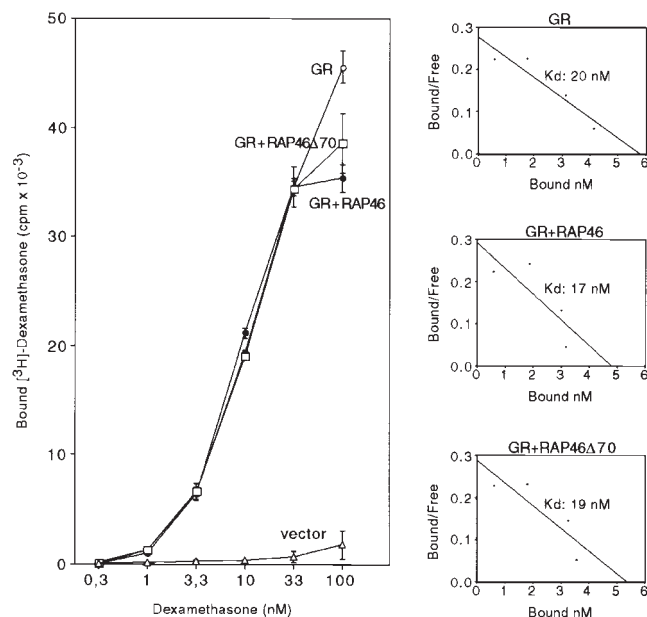 Bound [³H]-Dexamethasone (cpm x 10⁻³)
50
40
30
20
10
0
GR
GR+RAP46Δ70
GR+RAP46
vector
0,3 1 3,3 10 33 100
Dexamethasone (nM)
GR
Bound/Free
0.3
0.2
0.1
0.0
Kd: 20 nM
0 1 2 3 4 5 6
Bound nM
GR+RAP46
Bound/Free
0.3
0.2
0.1
0.0
Kd: 17 nM
0 1 2 3 4 5 6
Bound nM
GR+RAP46Δ70
Bound/Free
0.3
0.2
0.1
0.0
Kd: 19 nM
0 1 2 3 4 5 6
Bound nM